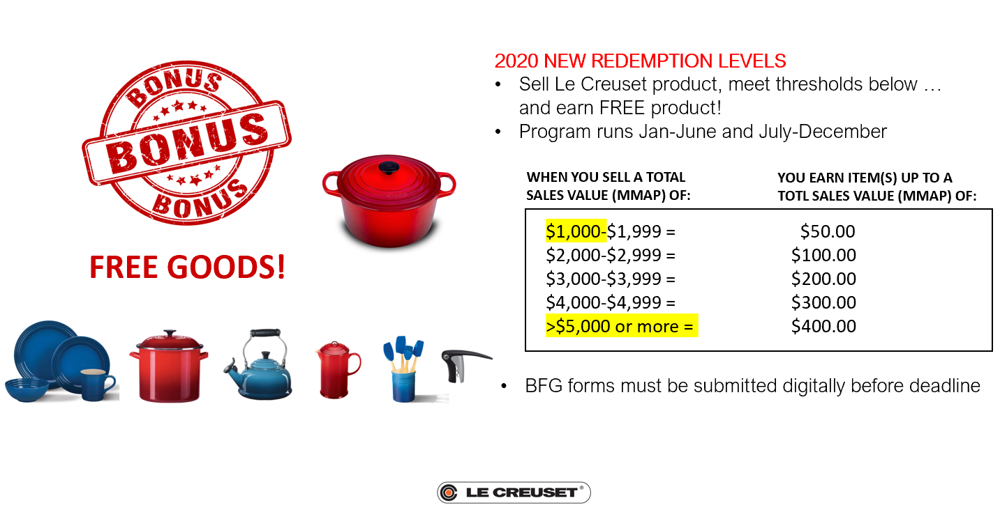 BONUS
BONUS
BONUS
FREE GOODS!
2020 NEW REDEMPTION LEVELS
• Sell Le Creuset product, meet thresholds below …
and earn FREE product!
• Program runs Jan-June and July-December
WHEN YOU SELL A TOTAL
SALES VALUE (MMAP) OF:
YOU EARN ITEM(S) UP TO A
TOTL SALES VALUE (MMAP) OF:
$1,000-$1,999 = $50.00
$2,000-$2,999 = $100.00
$3,000-$3,999 = $200.00
$4,000-$4,999 = $300.00
>$5,000 or more = $400.00
• BFG forms must be submitted digitally before deadline
LE CREUSET®